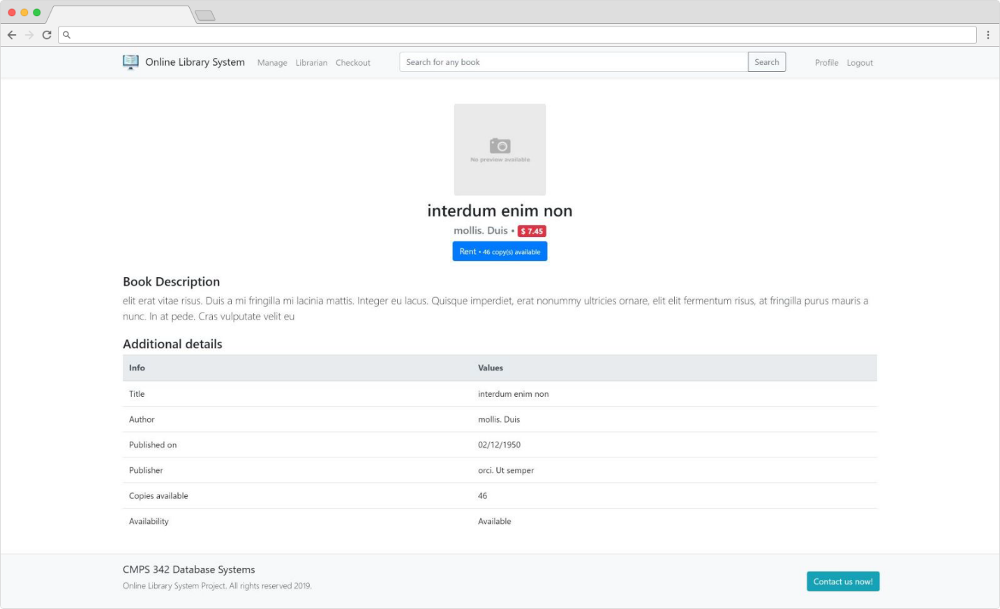 Online Library System Manage Librarian Checkout Search for any book Search Profile Logout
No preview available
interdum enim non
mollis. Duis • $ 7.45
Rent • 46 copy(s) available
Book Description
elit erat vitae risus. Duis a mi fringilla mi lacinia mattis. Integer eu lacus. Quisque imperdiet, erat nonummy ultricies ornare, elit elit fermentum risus, at fringilla purus mauris a
nunc. In at pede. Cras vulputate velit eu
Additional details
Info Values
Title interdum enim non
Author mollis. Duis
Published on 02/12/1950
Publisher orci. Ut semper
Copies available 46
Availability Available
CMPS 342 Database Systems
Online Library System Project. All rights reserved 2019.
Contact us now!